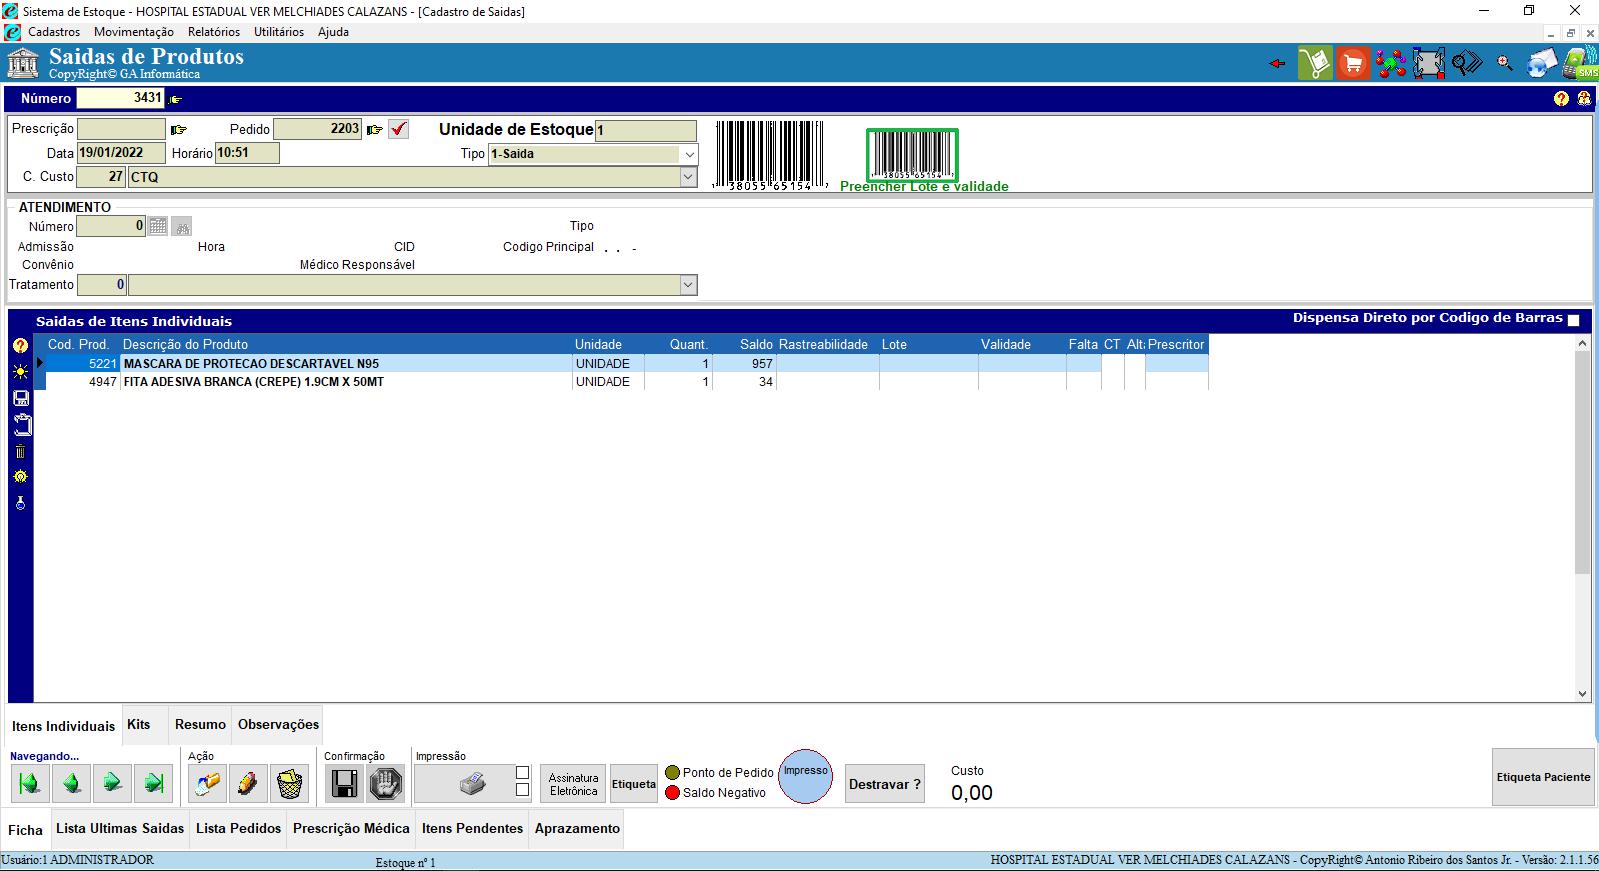 Sistema de Estoque - HOSPITAL ESTADUAL VER MELCHIADES CALAZANS - [Cadastro de Saidas]
Cadastros Movimentação Relatórios Utilitários Ajuda
Saidas de Produtos
CopyRight© GA Informática
SMS
Número 3431
Prescrição Pedido 2203 Unidade de Estoque 1
Data 19/01/2022 Horário 10:51 Tipo 1-Saida
C. Custo 27 CTQ
1 38055 65154 7
1 38055 65154 7
Preencher Lote e validade
ATENDIMENTO
Número 0 Tipo
Admissão Hora CID Codigo Principal . . -
Convênio Médico Responsável
Tratamento 0
Saidas de Itens Individuais Dispensa Direto por Codigo de Barras
Cod. Prod. Descrição do Produto Unidade Quant. Saldo Rastreabilidade Lote Validade Falta CT Alt: Prescritor
5221 MASCARA DE PROTECAO DESCARTAVEL N95 UNIDADE 1 957
4947 FITA ADESIVA BRANCA (CREPE) 1.9CM X 50MT UNIDADE 1 34
Itens Individuais Kits Resumo Observações
Navegando... Ação Confirmação Impressão
Assinatura Eletrônica
Etiqueta
Ponto de Pedido
Saldo Negativo
Impresso
Destravar ?
Custo
0,00
Etiqueta Paciente
Ficha Lista Ultimas Saidas Lista Pedidos Prescrição Médica Itens Pendentes Aprazamento
Usuário:1 ADMINISTRADOR Estoque nº 1 HOSPITAL ESTADUAL VER MELCHIADES CALAZANS - CopyRight© Antonio Ribeiro dos Santos Jr. - Versão: 2.1.1.56